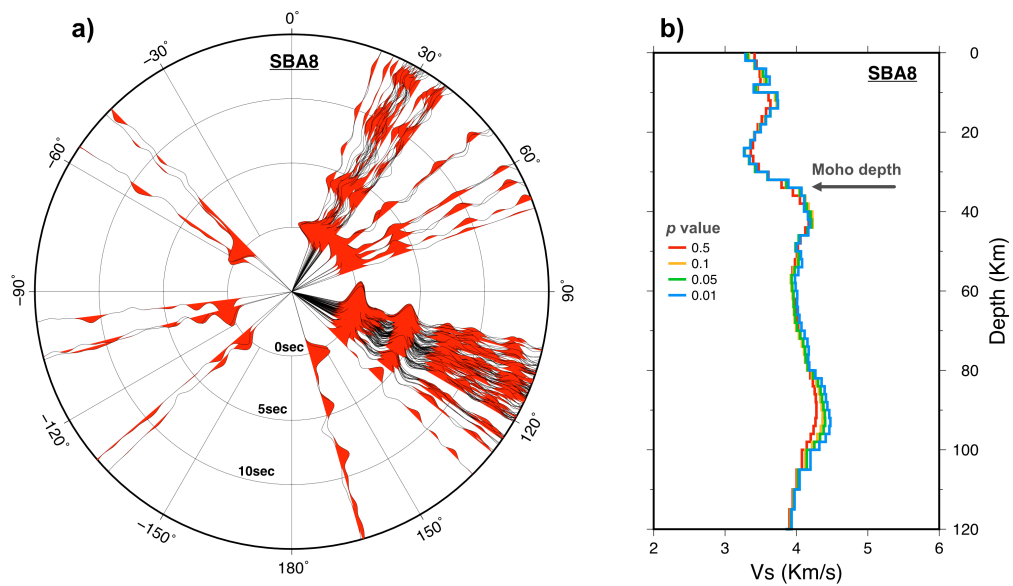 a)
SBA8
0°
30°
60°
90°
120°
150°
180°
−150°
−120°
−90°
−60°
−30°
0sec
5sec
10sec
b)
SBA8
Moho depth
p value
0.5
0.1
0.05
0.01
0
20
40
60
80
100
120
Depth (Km)
2
3
4
5
6
Vs (Km/s)